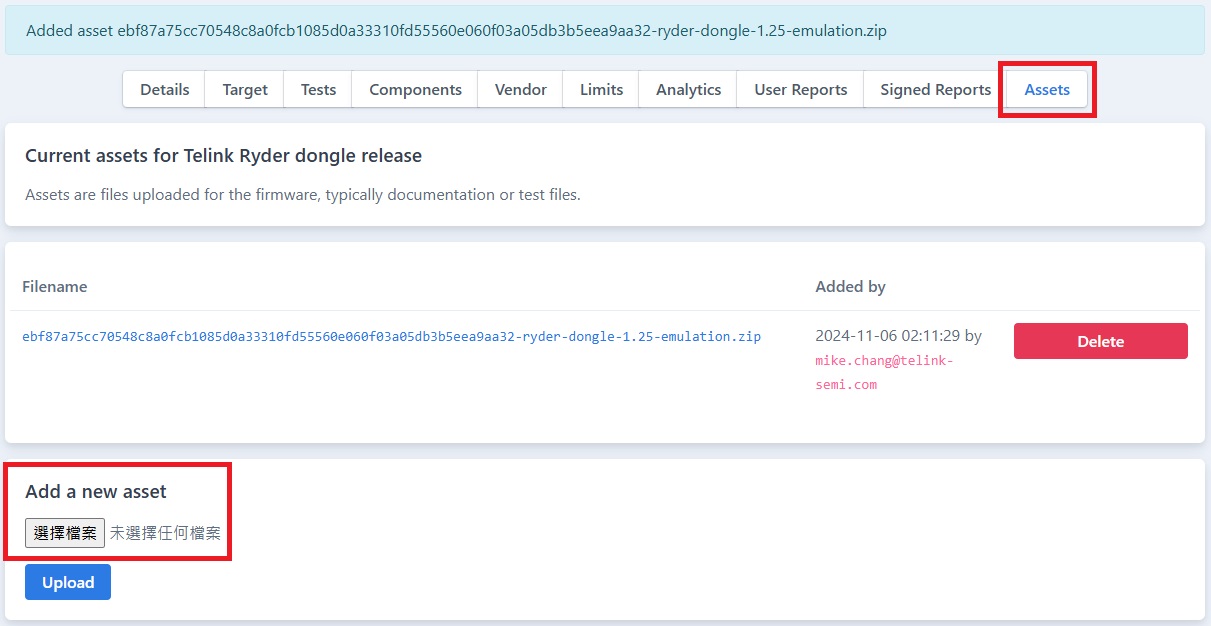 Added asset ebf87a75cc70548c8a0fcb1085d0a33310fd55560e060f03a05db3b5eea9aa32-ryder-dongle-1.25-emulation.zip
Details Target Tests Components Vendor Limits Analytics User Reports Signed Reports Assets
Current assets for Telink Ryder dongle release
Assets are files uploaded for the firmware, typically documentation or test files.
Filename Added by
ebf87a75cc70548c8a0fcb1085d0a33310fd55560e060f03a05db3b5eea9aa32-ryder-dongle-1.25-emulation.zip 2024-11-06 02:11:29 by Delete
mike.chang@telink-
semi.com
Add a new asset
選擇檔案 未選擇任何檔案
Upload